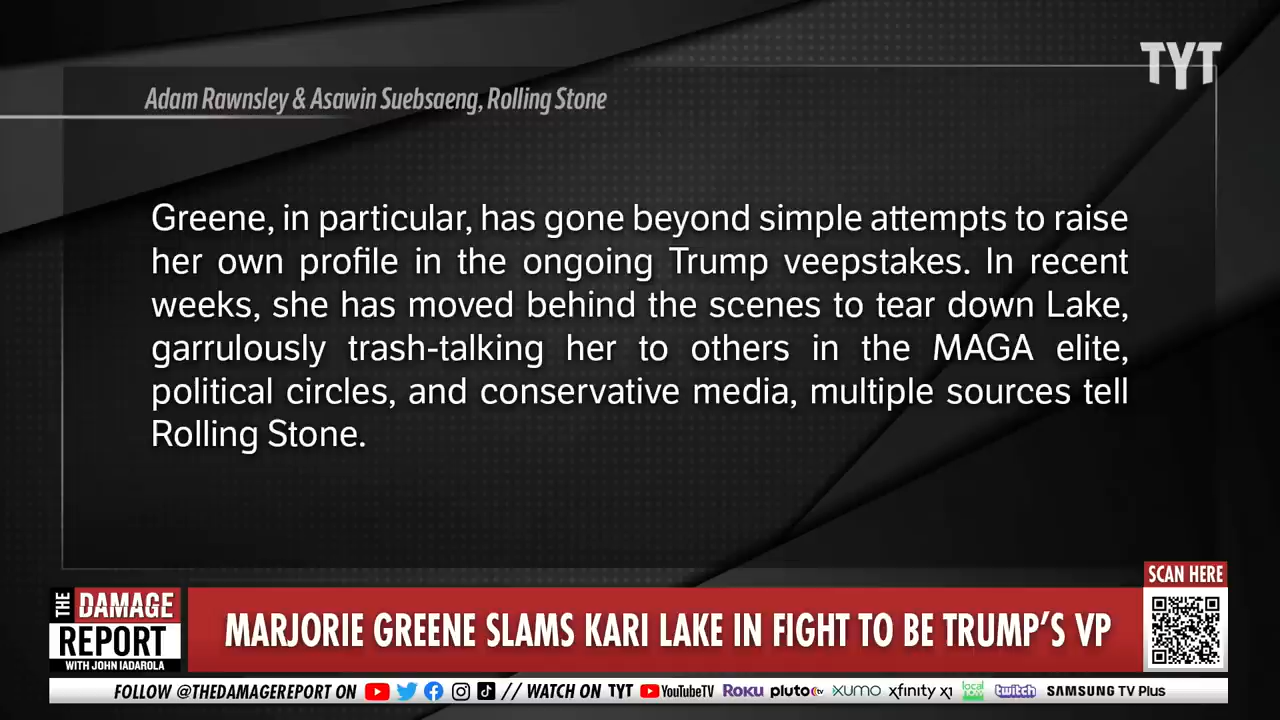 TYT
Adam Rawnsley & Asawin Suebsaeng, Rolling Stone
Greene, in particular, has gone beyond simple attempts to raise
her own profile in the ongoing Trump veepstakes. In recent
weeks, she has moved behind the scenes to tear down Lake,
garrulously trash-talking her to others in the MAGA elite,
political circles, and conservative media, multiple sources tell
Rolling Stone.
SCAN HERE
THE DAMAGE
REPORT
WITH JOHN IADAROLA
MARJORIE GREENE SLAMS KARI LAKE IN FIGHT TO BE TRUMP'S VP
FOLLOW @THEDAMAGEREPORT ON // WATCH ON TYT YouTubeTV ROKU pluto tv XUMO xfinity X1 local now twitch SAMSUNG TV Plus